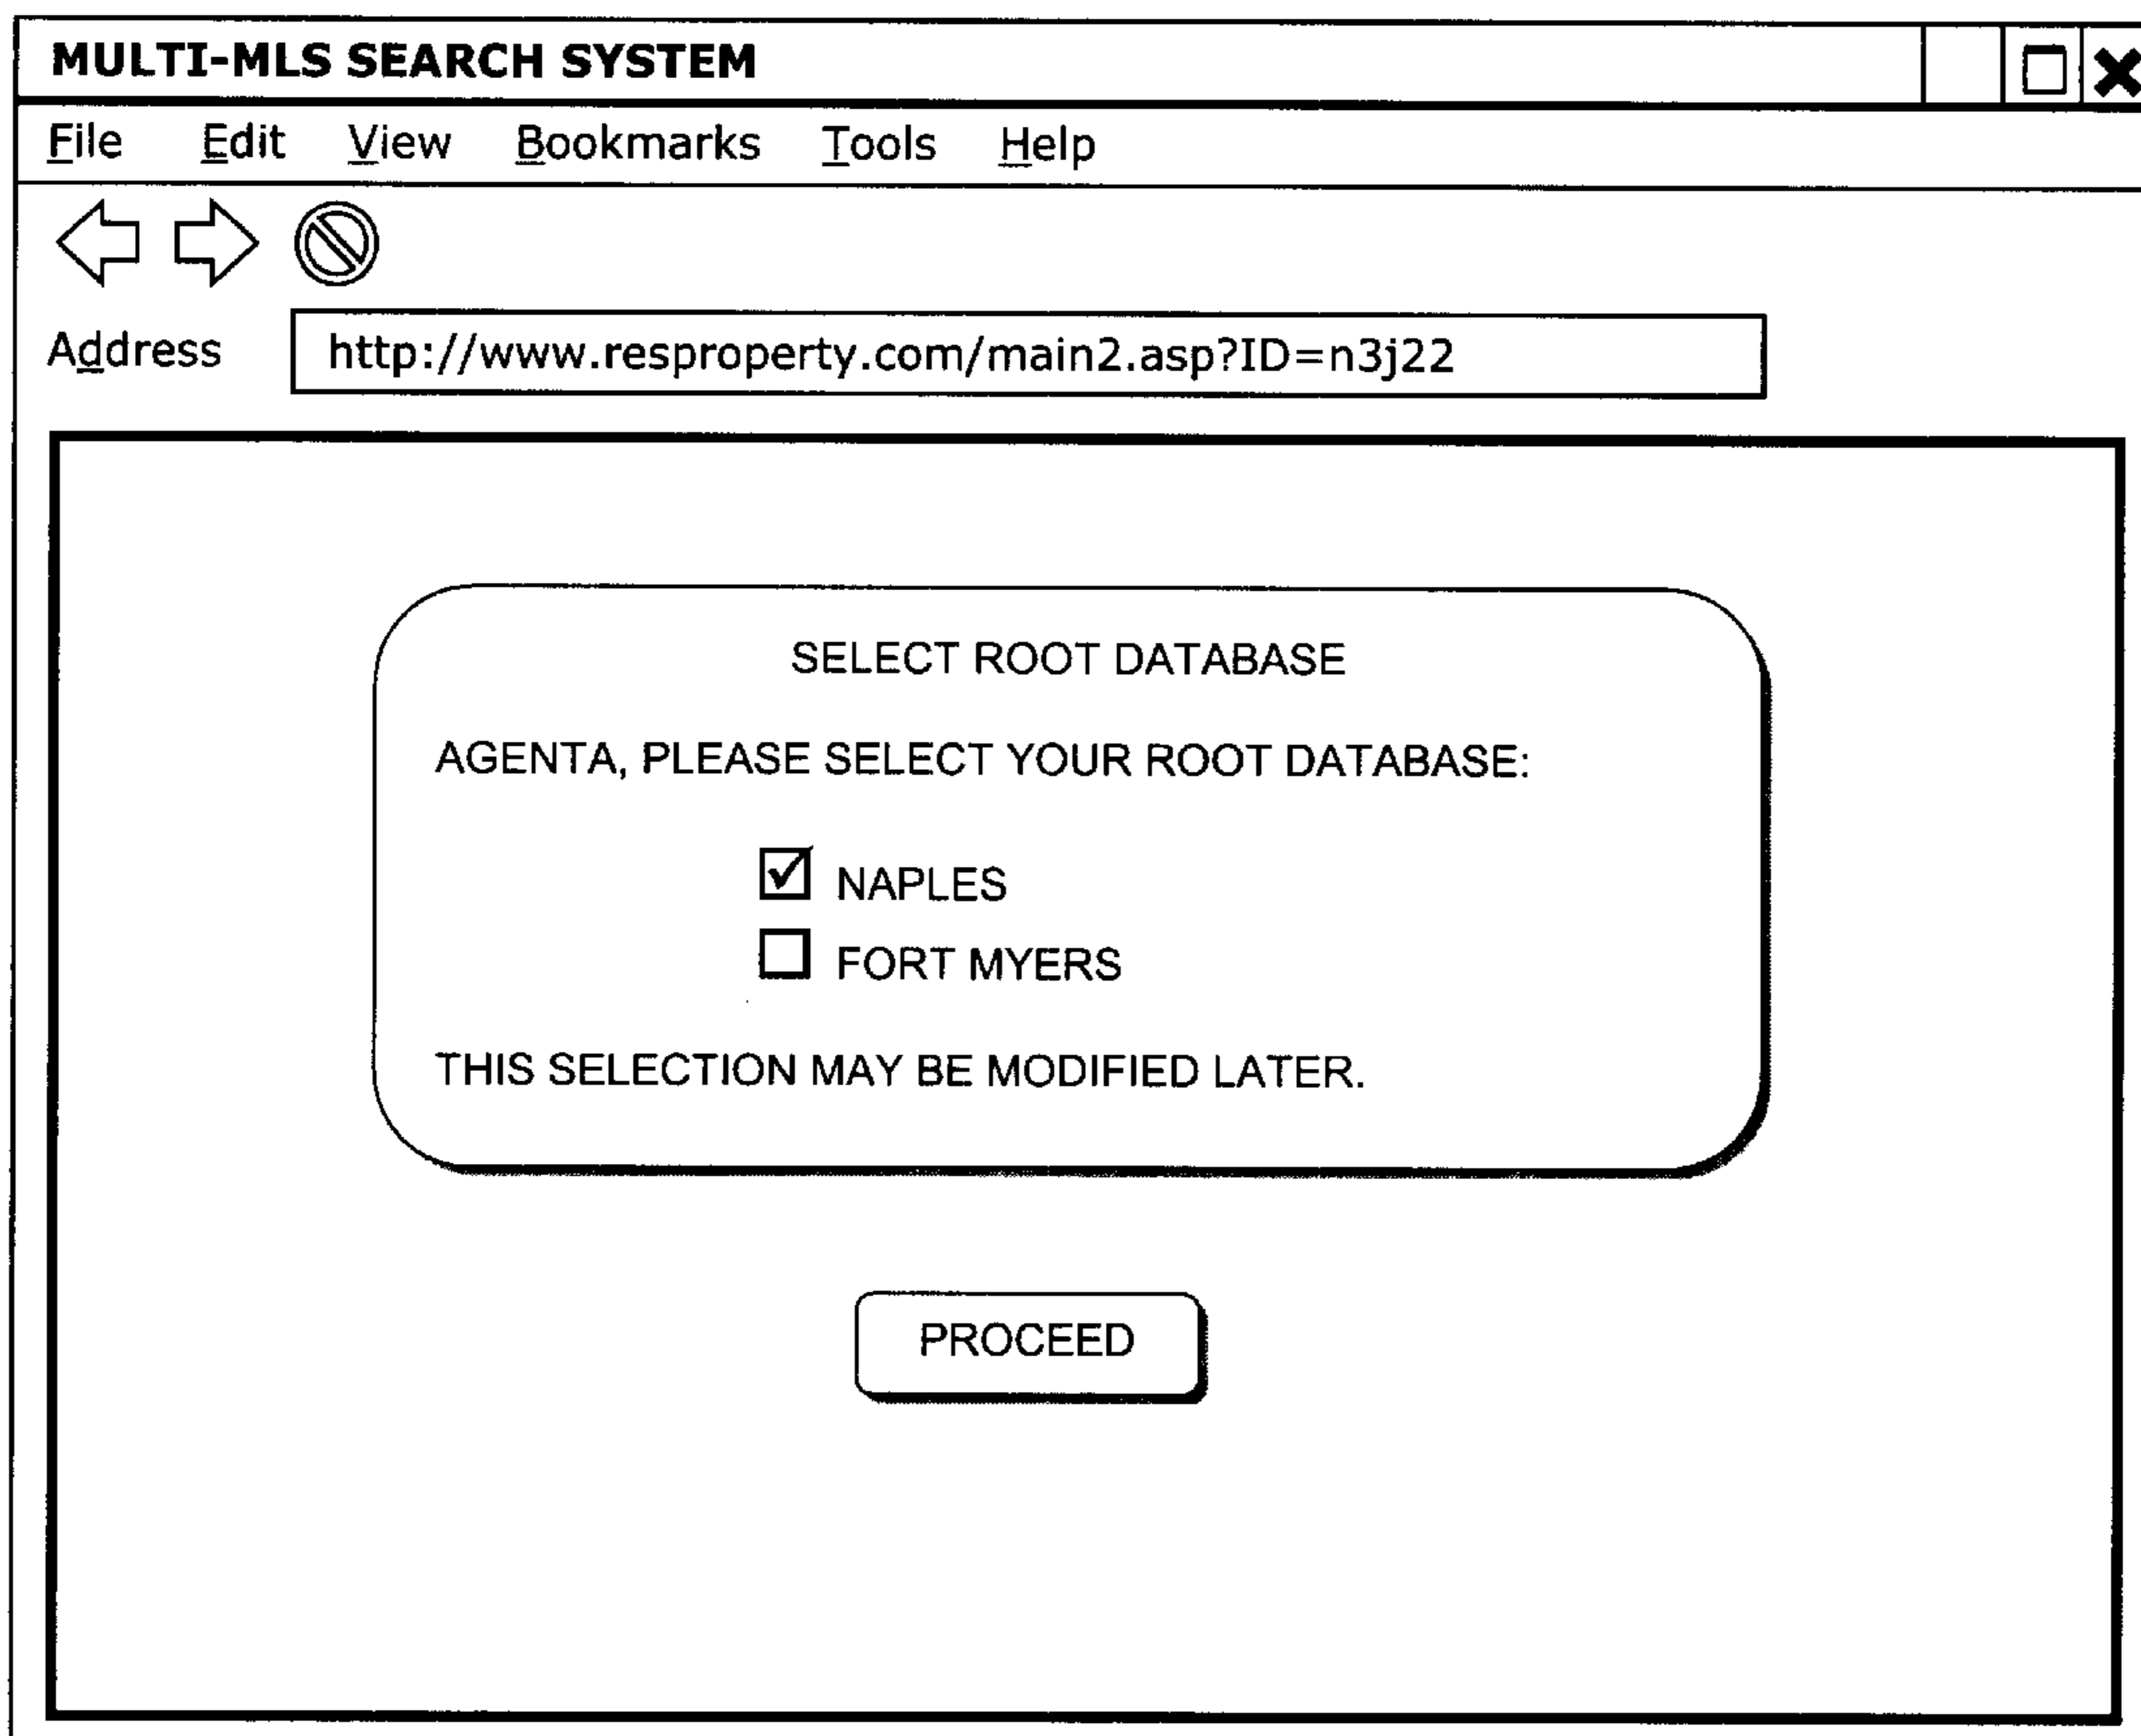 MULTI-MLS SEARCH SYSTEM
File Edit View Bookmarks Tools Help
Address http://www.resproperty.com/main2.asp?ID=n3j22
SELECT ROOT DATABASE
AGENTA, PLEASE SELECT YOUR ROOT DATABASE:
NAPLES
FORT MYERS
THIS SELECTION MAY BE MODIFIED LATER.
PROCEED